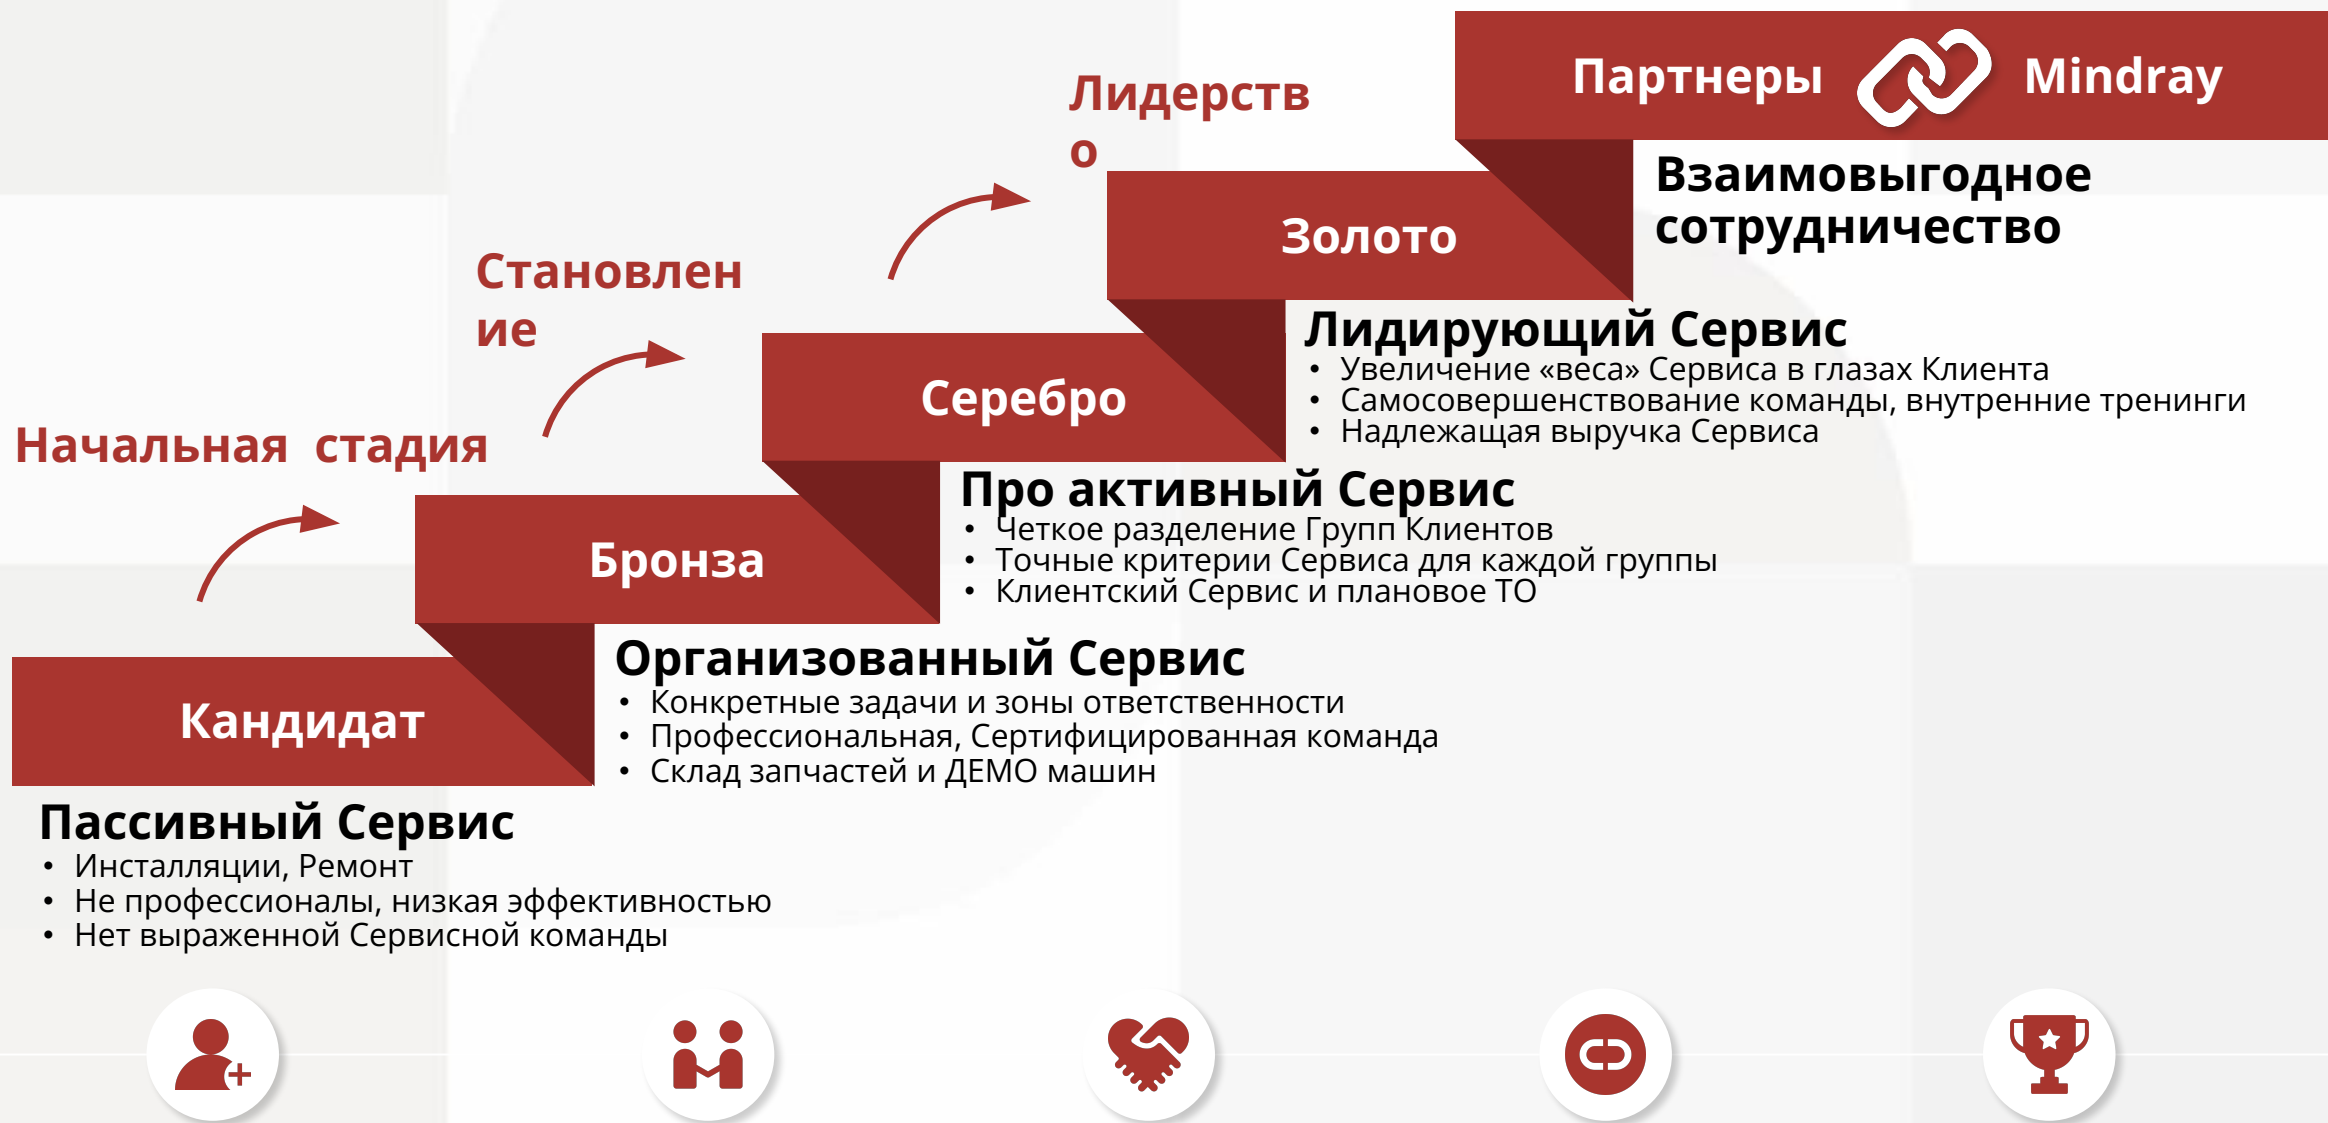 Партнеры Mindray
Взаимовыгодное
сотрудничество
Лидерств
о
Золото
Лидирующий Сервис
• Увеличение «веса» Сервиса в глазах Клиента
• Самосовершенствование команды, внутренние тренинги
• Надлежащая выручка Сервиса
Становлен
ие
Серебро
Про активный Сервис
• Четкое разделение Групп Клиентов
• Точные критерии Сервиса для каждой группы
• Клиентский Сервис и плановое ТО
Начальная стадия
Бронза
Организованный Сервис
• Конкретные задачи и зоны ответственности
• Профессиональная, Сертифицированная команда
• Склад запчастей и ДЕМО машин
Кандидат
Пассивный Сервис
• Инсталляции, Ремонт
• Не профессионалы, низкая эффективностью
• Нет выраженной Сервисной команды